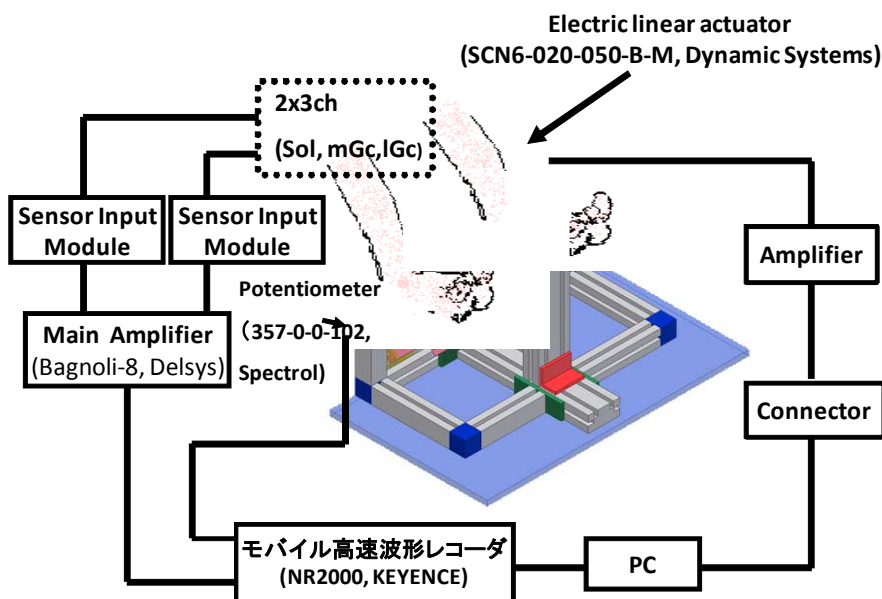 Electric linear actuator
(SCN6-020-050-B-M, Dynamic Systems)
2x3ch
(Sol, mGc,lGc)
Sensor Input
Module
Sensor Input
Module
Amplifier
Potentiometer
（357-0-0-102,
Spectrol)
Main Amplifier
(Bagnoli-8, Delsys)
Connector
モバイル高速波形レコーダ
(NR2000, KEYENCE)
PC